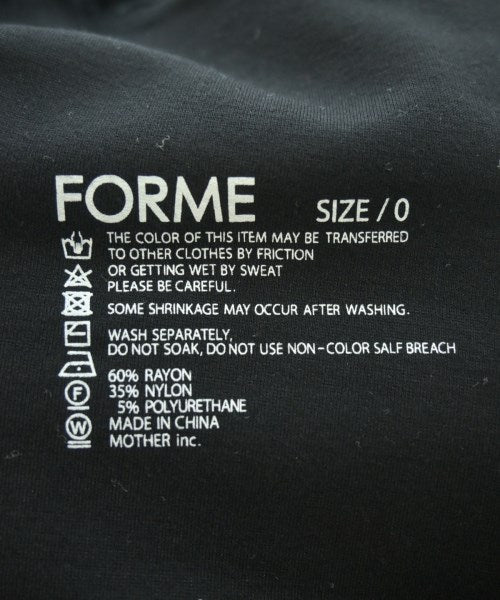 FORME SIZE / 0
THE COLOR OF THIS ITEM MAY BE TRANSFERRED
TO OTHER CLOTHES BY FRICTION
OR GETTING WET BY SWEAT
PLEASE BE CAREFUL.
SOME SHRINKAGE MAY OCCUR AFTER WASHING.
WASH SEPARATELY,
DO NOT SOAK, DO NOT USE NON-COLOR SALF BREACH
60% RAYON
35% NYLON
5% POLYURETHANE
MADE IN CHINA
MOTHER inc.
F
W